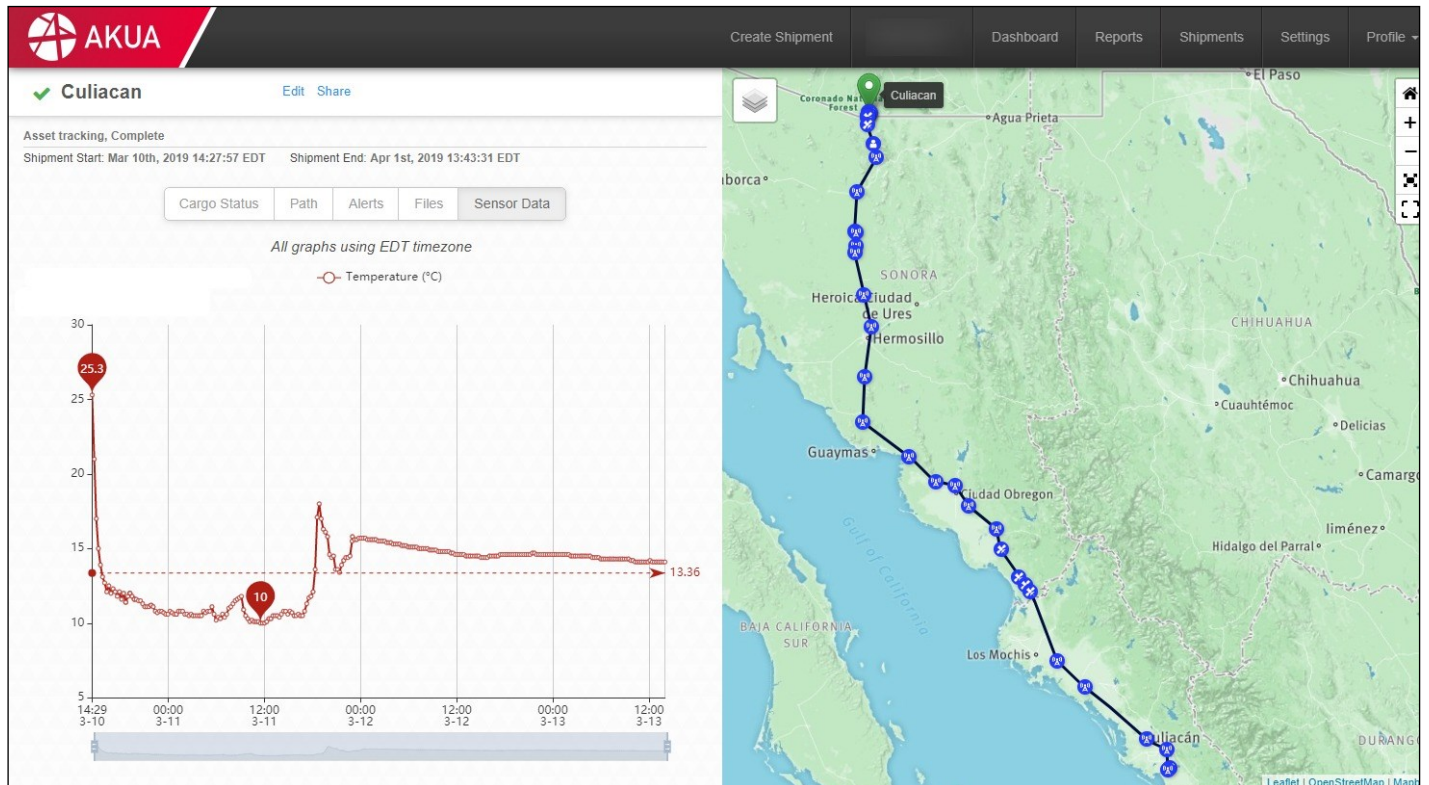 AKUA
Create Shipment
Dashboard
Reports
Shipments
Settings
Profile
Culiacan
Edit Share
Asset tracking, Complete
Shipment Start: Mar 10th, 2019 14:27:57 EDT Shipment End: Apr 1st, 2019 13:43:31 EDT
Cargo Status
Path
Alerts
Files
Sensor Data
All graphs using EDT timezone
Temperature (°C)
30
25.3
25
20
15
13.36
10
10
5
14:29
3-10
00:00
3-11
12:00
3-11
00:00
3-12
12:00
3-12
00:00
3-13
12:00
3-13
El Paso
Coronado Na
Forest
Culiacan
Agua Prieta
+
−
iborca
SONORA
Heroica Ciudad
de Ures
Hermosillo
CHIHUAHUA
Chihuahua
Cuauhtémoc
Delicias
Guaymas
Camargo
Ciudad Obregon
Jiménez
Hidalgo del Parral
Gulf of California
BAJA CALIFORNIA
SUR
Los Mochis
uliacán
DURANG
Leaflet | OpenStreetMap | Mapb